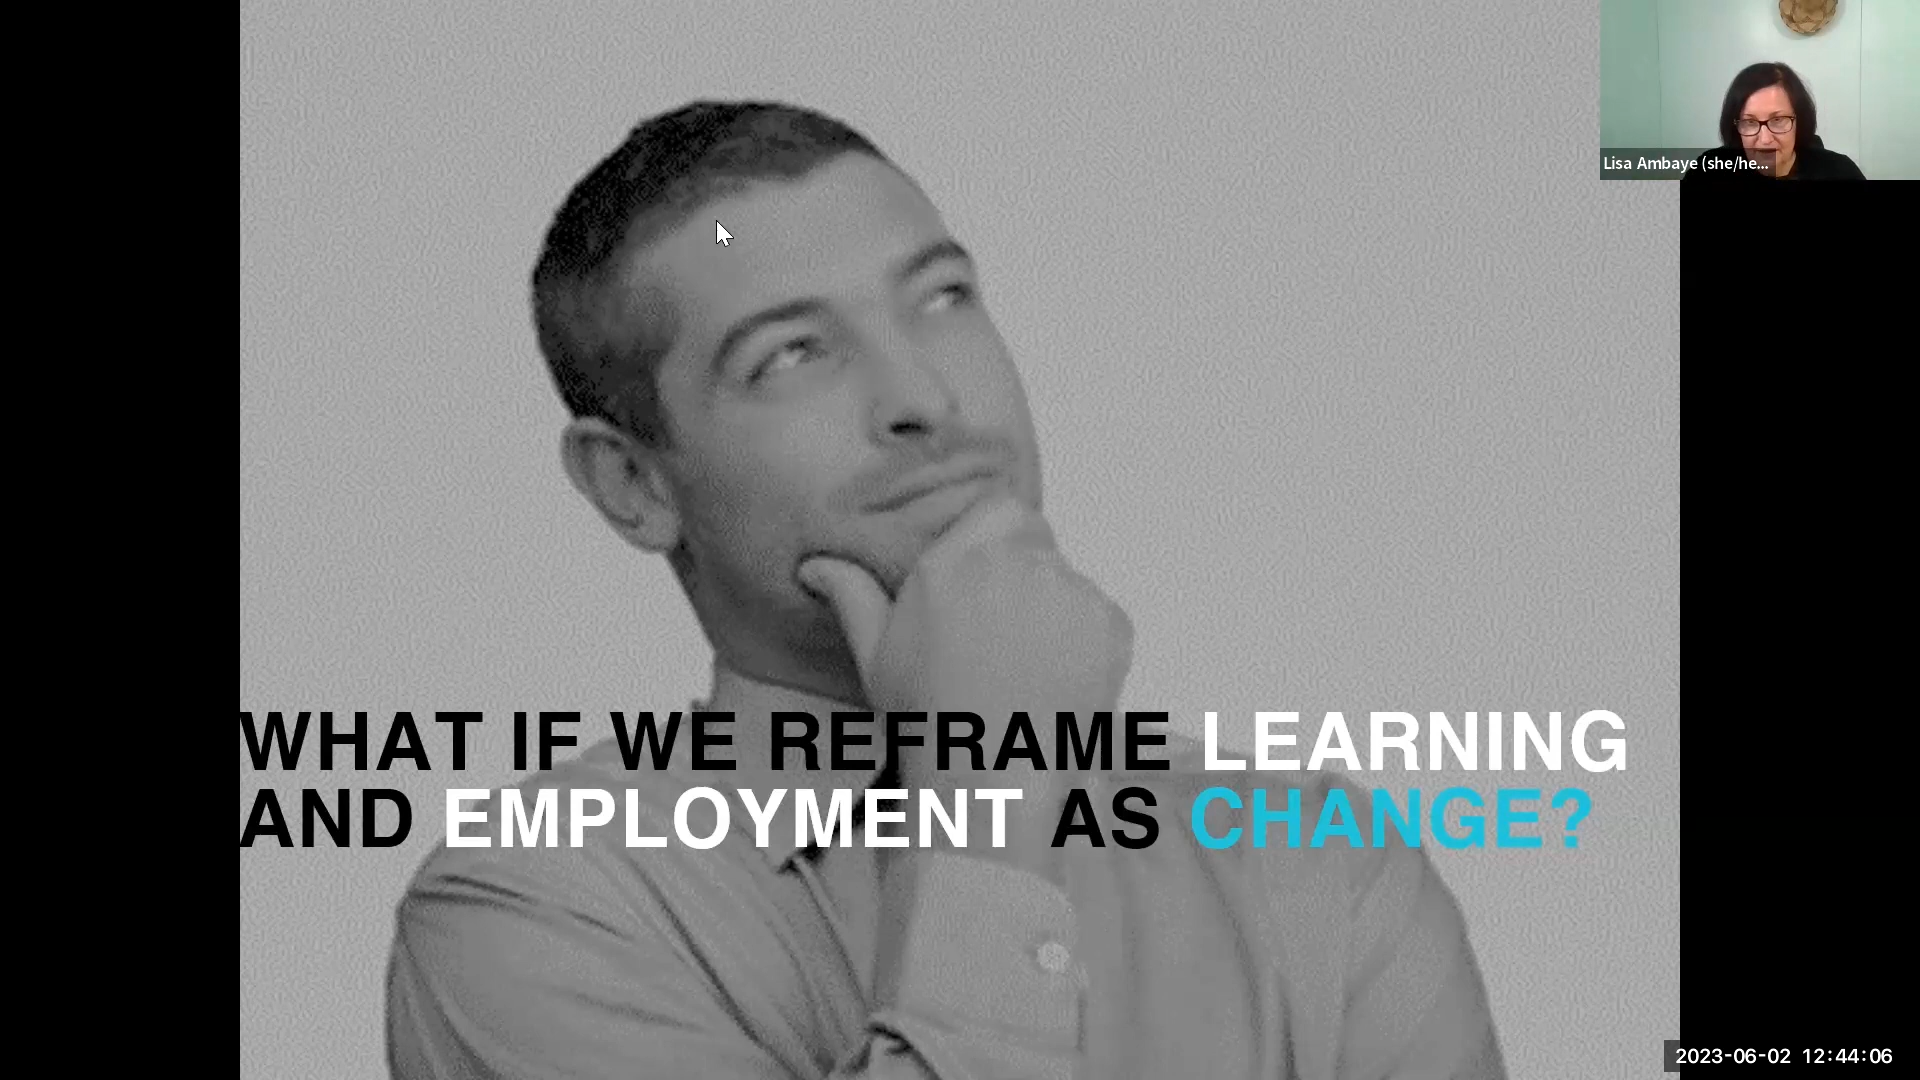 Lisa Ambaye (she/he...
WHAT IF WE REFRAME LEARNING
AND EMPLOYMENT AS CHANGE?
2023-06-02 12:44:06